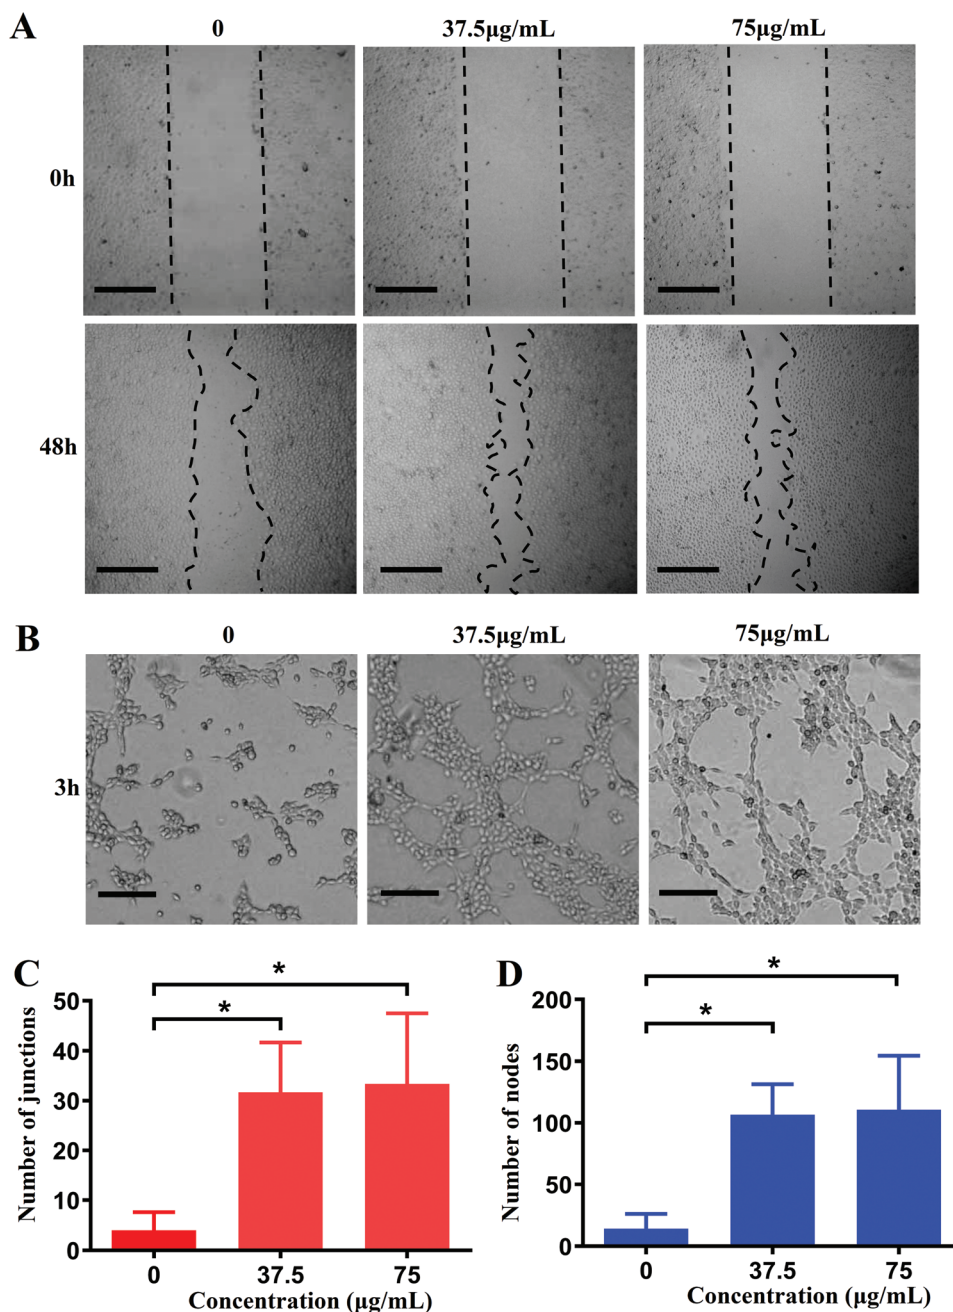 A
0
37.5μg/mL
75μg/mL
0h
48h
B
0
37.5μg/mL
75μg/mL
3h
C
*
*
Number of junctions
50
40
30
20
10
0
0
37.5
75
Concentration (μg/mL)
D
*
*
Number of nodes
200
150
100
50
0
0
37.5
75
Concentration (μg/mL)